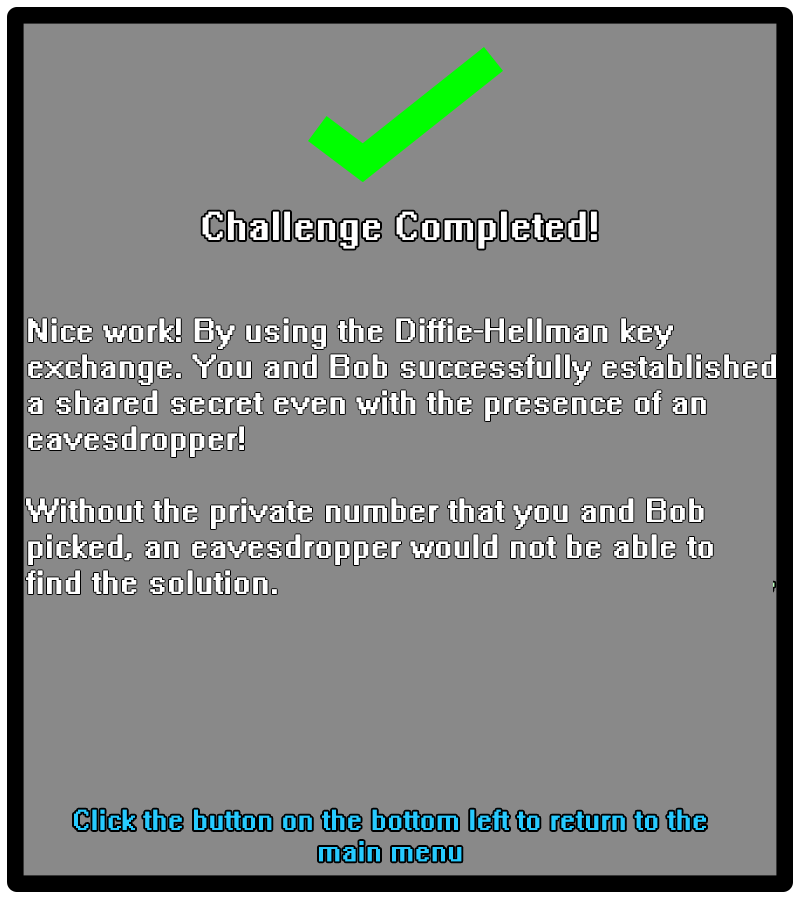 Challenge Completed!
Nice work! By using the Diffie-Hellman key
exchange. You and Bob successfully established
a shared secret even with the presence of an
eavesdropper!
Without the private number that you and Bob
picked, an eavesdropper would not be able to
find the solution.
Click the button on the bottom left to return to the
main menu